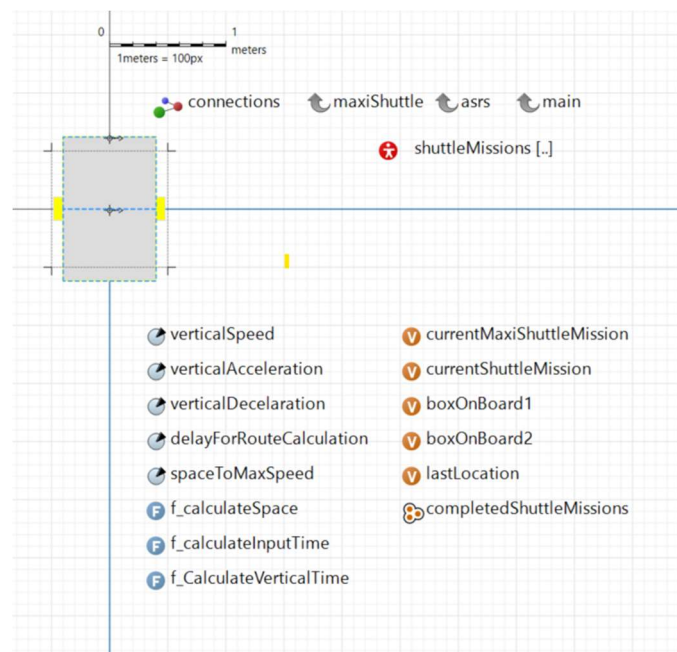 0 1
meters
1meters = 100px
connections maxiShuttle asrs main
shuttleMissions [..]
verticalSpeed V currentMaxiShuttleMission
verticalAcceleration V currentShuttleMission
verticalDecelaration V boxOnBoard1
delayForRouteCalculation V boxOnBoard2
spaceToMaxSpeed V lastLocation
F f_calculateSpace completedShuttleMissions
F f_calculateInputTime
F f_CalculateVerticalTime